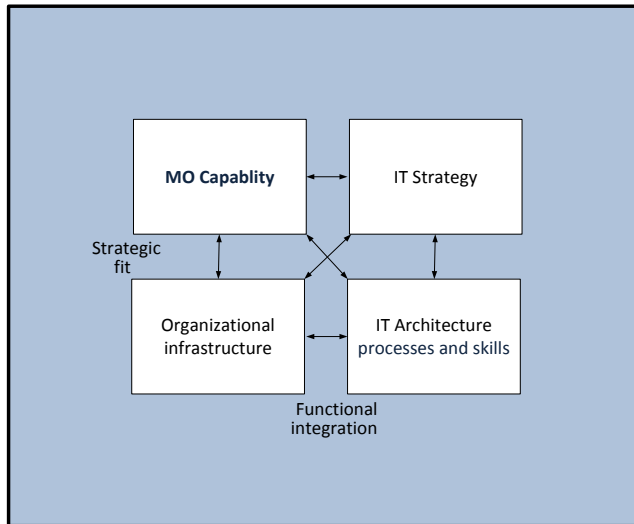 MO Capablity
IT Strategy
Strategic
fit
Organizational
infrastructure
IT Architecture
processes and skills
Functional
integration